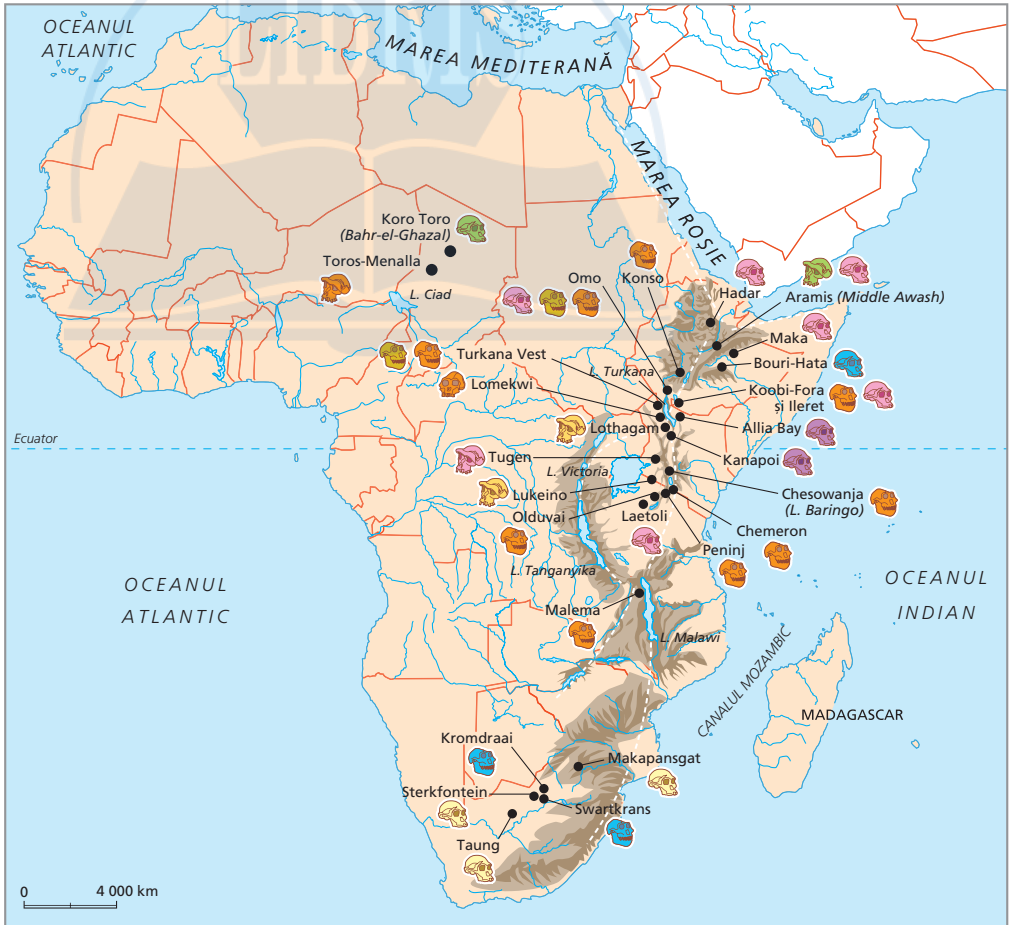 OCEANUL
ATLANTIC
MAREA MEDITERANĂ
MAREA ROȘIE
Koro Toro
(Bahr-el-Ghazal)
Toros-Menalla
L. Ciad
Omo
Konso
Hadar
Aramis (Middle Awash)
Maka
Turkana Vest
L. Turkana
Bouri-Hata
Lomekwi
Koobi-Fora
și Ileret
Lothagam
Allia Bay
Ecuator
Tugen
L. Victoria
Kanapoi
Lukeino
Chesowanja
(L. Baringo)
Olduvai
Laetoli
Chemeron
Peninj
L. Tanganyika
OCEANUL
ATLANTIC
OCEANUL
INDIAN
Malema
L. Malawi
CANALUL MOZAMBIC
MADAGASCAR
Kromdraai
Makapansgat
Sterkfontein
Swartkrans
Taung
0 4 000 km